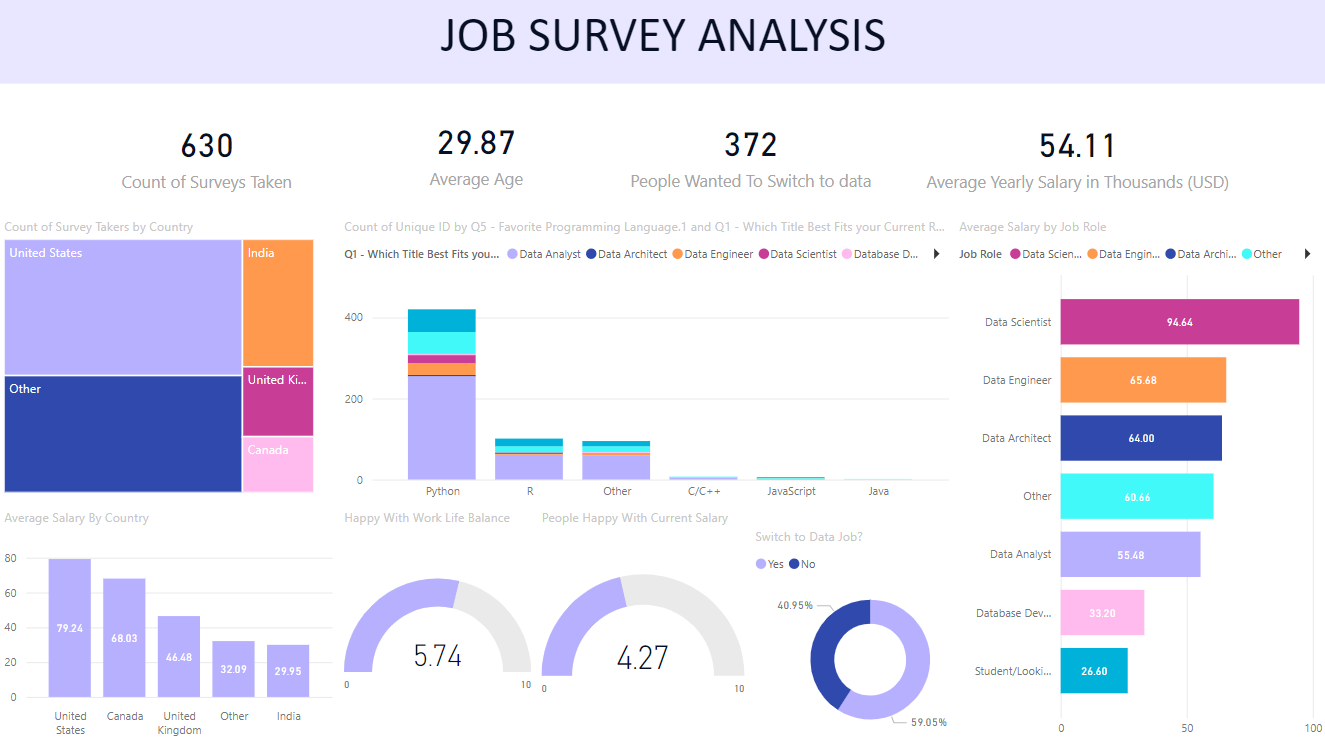 JOB SURVEY ANALYSIS
630
Count of Surveys Taken
29.87
Average Age
372
People Wanted To Switch to data
54.11
Average Yearly Salary in Thousands (USD)
Count of Survey Takers by Country
United States
India
Other
United Ki...
Canada
Count of Unique ID by Q5 - Favorite Programming Language.1 and Q1 - Which Title Best Fits your Current R...
Q1 - Which Title Best Fits you... Data Analyst Data Architect Data Engineer Data Scientist Database D...
400
200
0
Python R Other C/C++ JavaScript Java
Average Salary by Job Role
Job Role Data Scien... Data Engin... Data Archi... Other
Data Scientist 94.64
Data Engineer 65.68
Data Architect 64.00
Other 60.66
Data Analyst 55.48
Database Dev... 33.20
Student/Looki... 26.60
0 50 100
Average Salary By Country
80
60
40
20
0
79.24
68.03
46.48
32.09
29.95
United States
Canada
United Kingdom
Other
India
Happy With Work Life Balance
5.74
0 10
People Happy With Current Salary
4.27
0 10
Switch to Data Job?
Yes No
40.95%
59.05%